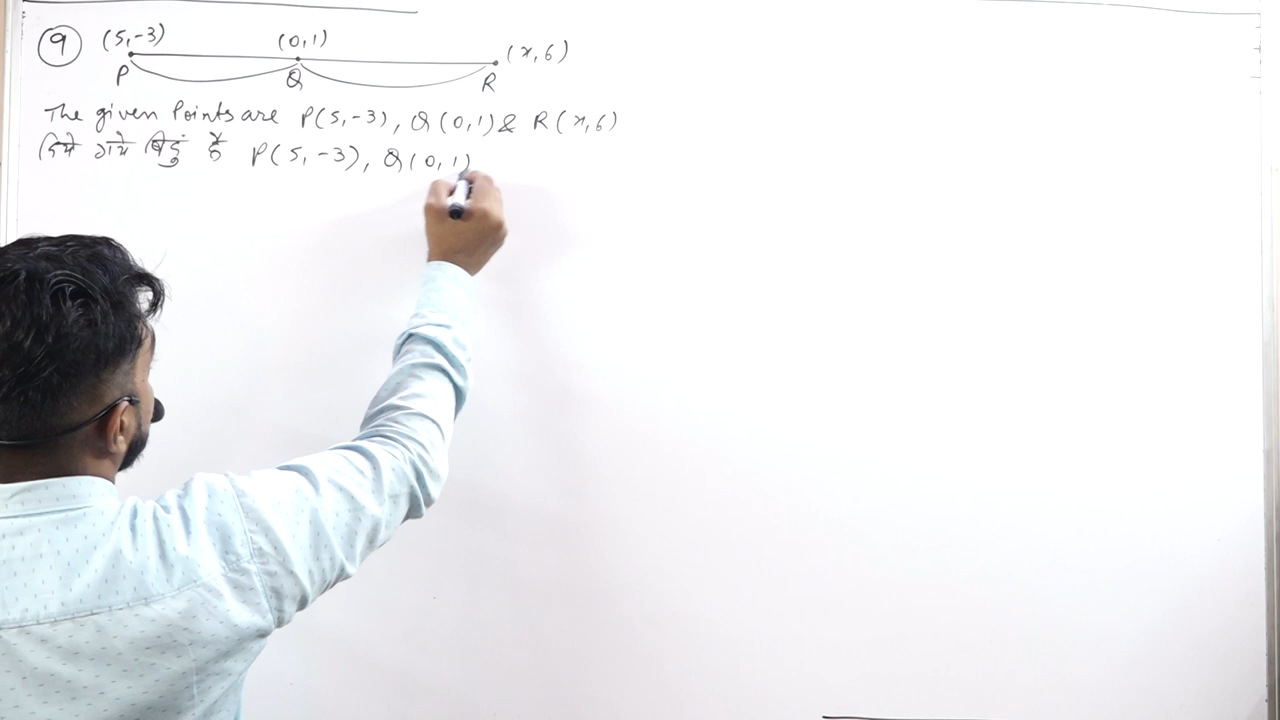 9 (5,-3) (0,1) (x,6)
P Q R
The given Points are P(5,-3), Q(0,1) & R(x,6)
दिये गये बिंदु है P(5,-3), Q(0,1)